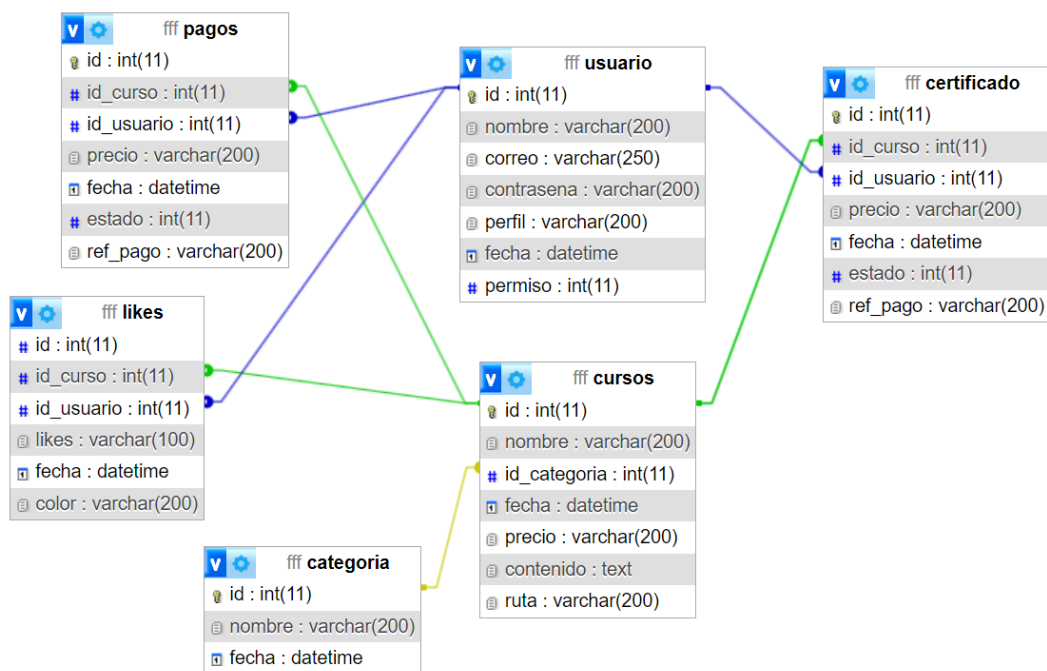 v fff pagos
id : int(11)
# id_curso : int(11)
# id_usuario : int(11)
precio : varchar(200)
fecha : datetime
# estado : int(11)
ref_pago : varchar(200)
v fff usuario
id : int(11)
nombre : varchar(200)
correo : varchar(250)
contrasena : varchar(200)
perfil : varchar(200)
fecha : datetime
# permiso : int(11)
v fff certificado
id : int(11)
# id_curso : int(11)
# id_usuario : int(11)
precio : varchar(200)
fecha : datetime
# estado : int(11)
ref_pago : varchar(200)
v fff likes
# id : int(11)
# id_curso : int(11)
# id_usuario : int(11)
likes : varchar(100)
fecha : datetime
color : varchar(200)
v fff cursos
id : int(11)
nombre : varchar(200)
# id_categoria : int(11)
fecha : datetime
precio : varchar(200)
contenido : text
ruta : varchar(200)
v fff categoria
id : int(11)
nombre : varchar(200)
fecha : datetime